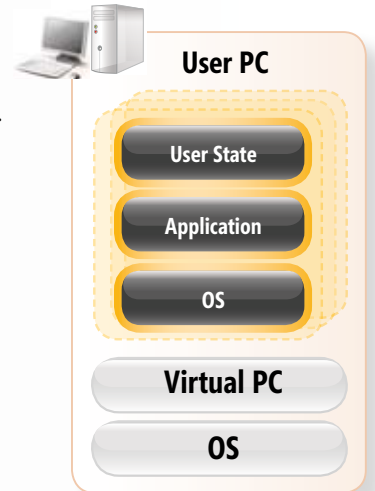 User PC
User State
Application
OS
Virtual PC
OS